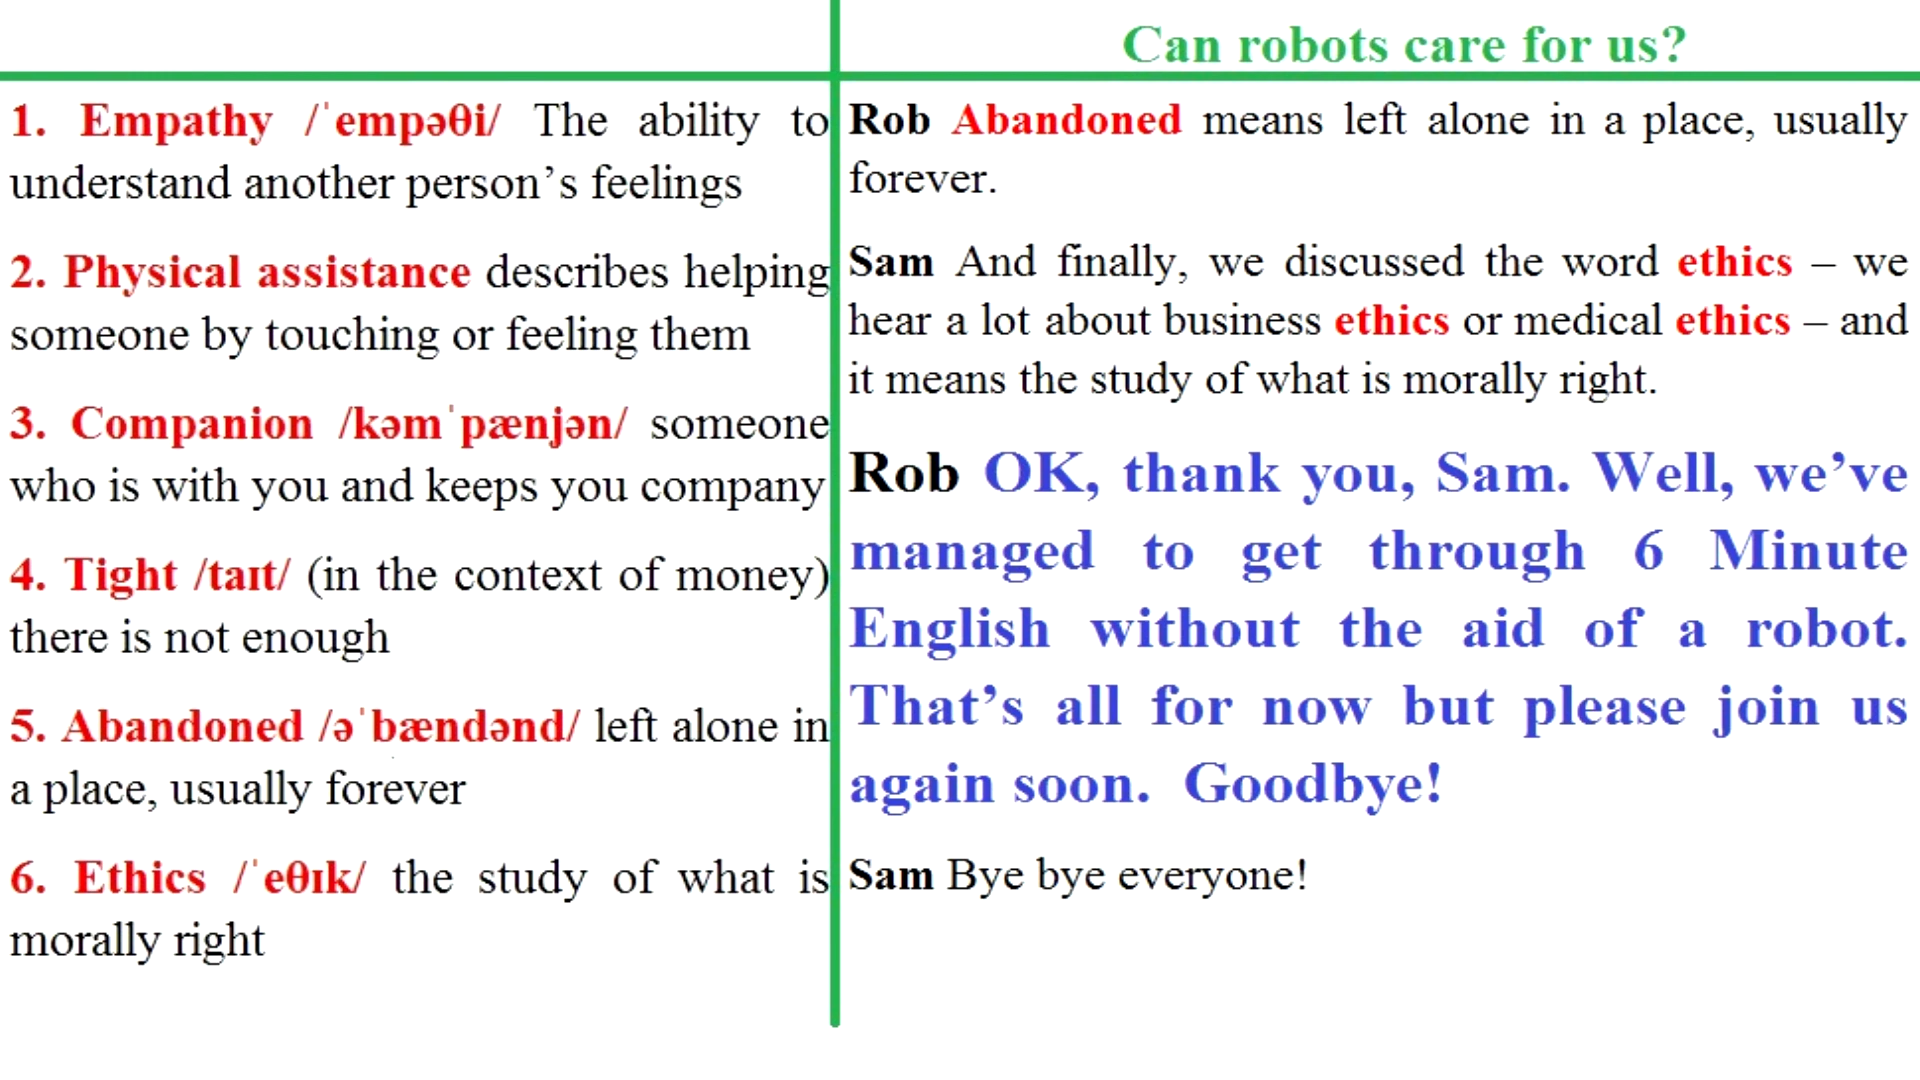 Can robots care for us?
1. Empathy /ˈempəθi/ The ability to
understand another person’s feelings
2. Physical assistance describes helping
someone by touching or feeling them
3. Companion /kəmˈpænjən/ someone
who is with you and keeps you company
4. Tight /taɪt/ (in the context of money)
there is not enough
5. Abandoned /əˈbændənd/ left alone in
a place, usually forever
6. Ethics /ˈeθɪk/ the study of what is
morally right
Rob Abandoned means left alone in a place, usually
forever.
Sam And finally, we discussed the word ethics – we
hear a lot about business ethics or medical ethics – and
it means the study of what is morally right.
Rob OK, thank you, Sam. Well, we’ve
managed to get through 6 Minute
English without the aid of a robot.
That’s all for now but please join us
again soon. Goodbye!
Sam Bye bye everyone!